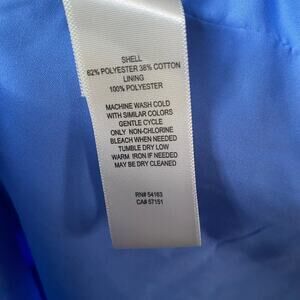 SHELL
62% POLYESTER 38% COTTON
LINING
100% POLYESTER
MACHINE WASH COLD
WITH SIMILAR COLORS
GENTLE CYCLE
ONLY NON-CHLORINE
BLEACH WHEN NEEDED
TUMBLE DRY LOW
WARM IRON IF NEEDED
MAY BE DRY CLEANED
RN# 54163
CA# 57151